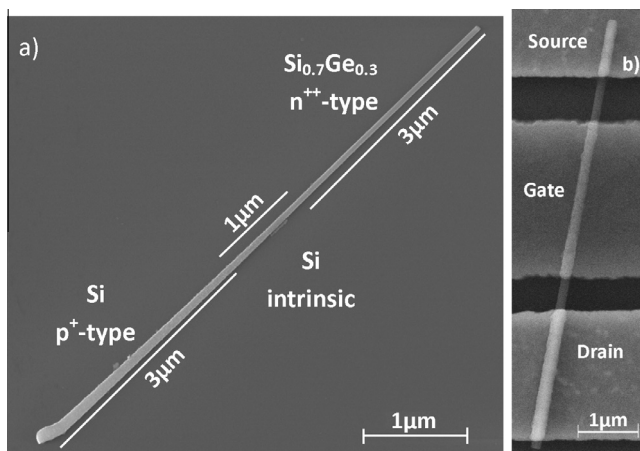 a)
Si₀.₇Ge₀.₃
n⁺⁺-type
3µm
1µm
Si
intrinsic
Si
p⁺-type
3µm
1µm
Source
b)
Gate
Drain
1µm